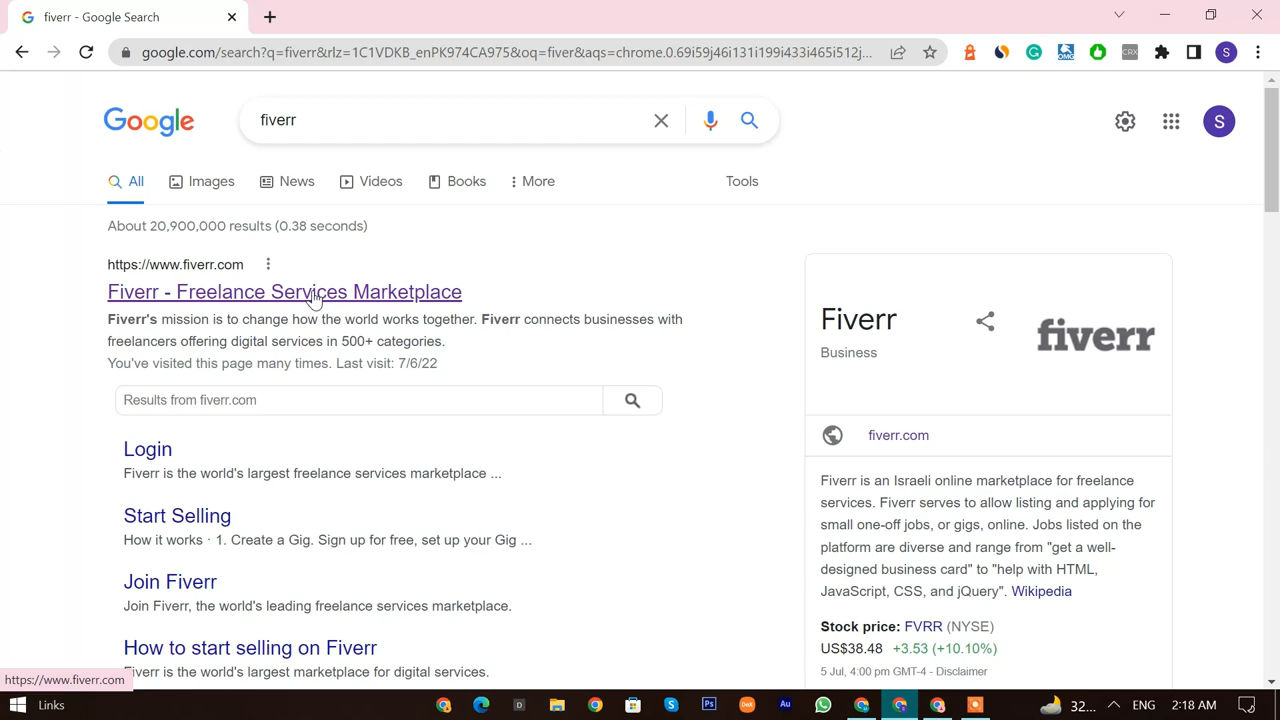 fiverr - Google Search
google.com/search?q=fiverr&rlz=1C1VDKB_enPK974CA975&oq=fiver&aqs=chrome.0.69i59j46i131i199i433i465i512j...
OMG
CRX
S
Google
fiverr
S
All
Images
News
Videos
Books
More
Tools
About 20,900,000 results (0.38 seconds)
https://www.fiverr.com
Fiverr - Freelance Services Marketplace
Fiverr's mission is to change how the world works together. Fiverr connects businesses with
freelancers offering digital services in 500+ categories.
You've visited this page many times. Last visit: 7/6/22
Results from fiverr.com
Login
Fiverr is the world's largest freelance services marketplace ...
Start Selling
How it works · 1. Create a Gig. Sign up for free, set up your Gig ...
Join Fiverr
Join Fiverr, the world's leading freelance services marketplace.
How to start selling on Fiverr
Fiverr is the world's largest marketplace for digital services.
Fiverr
Business
fiverr
fiverr.com
Fiverr is an Israeli online marketplace for freelance
services. Fiverr serves to allow listing and applying for
small one-off jobs, or gigs, online. Jobs listed on the
platform are diverse and range from "get a well-
designed business card" to "help with HTML,
JavaScript, CSS, and jQuery". Wikipedia
Stock price: FVRR (NYSE)
US$38.48 +3.53 (+10.10%)
5 Jul, 4:00 pm GMT-4 - Disclaimer
https://www.fiverr.com
Links
D
S
Ps
Au
32...
ENG
2:18 AM